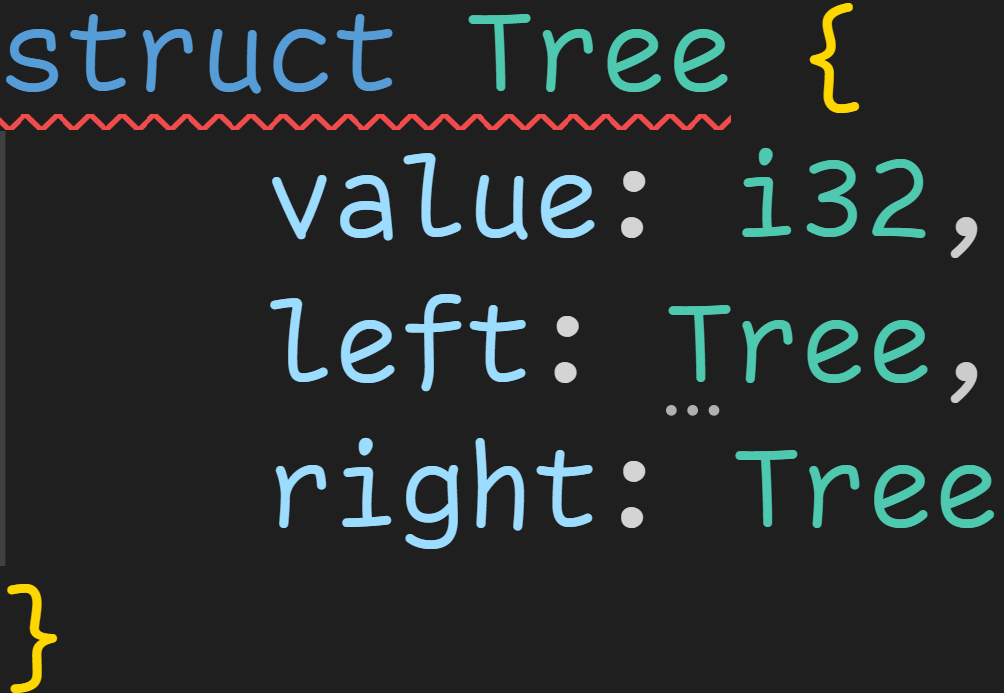 struct Tree {
    value: i32,
    left: Tree,
    right: Tree
}